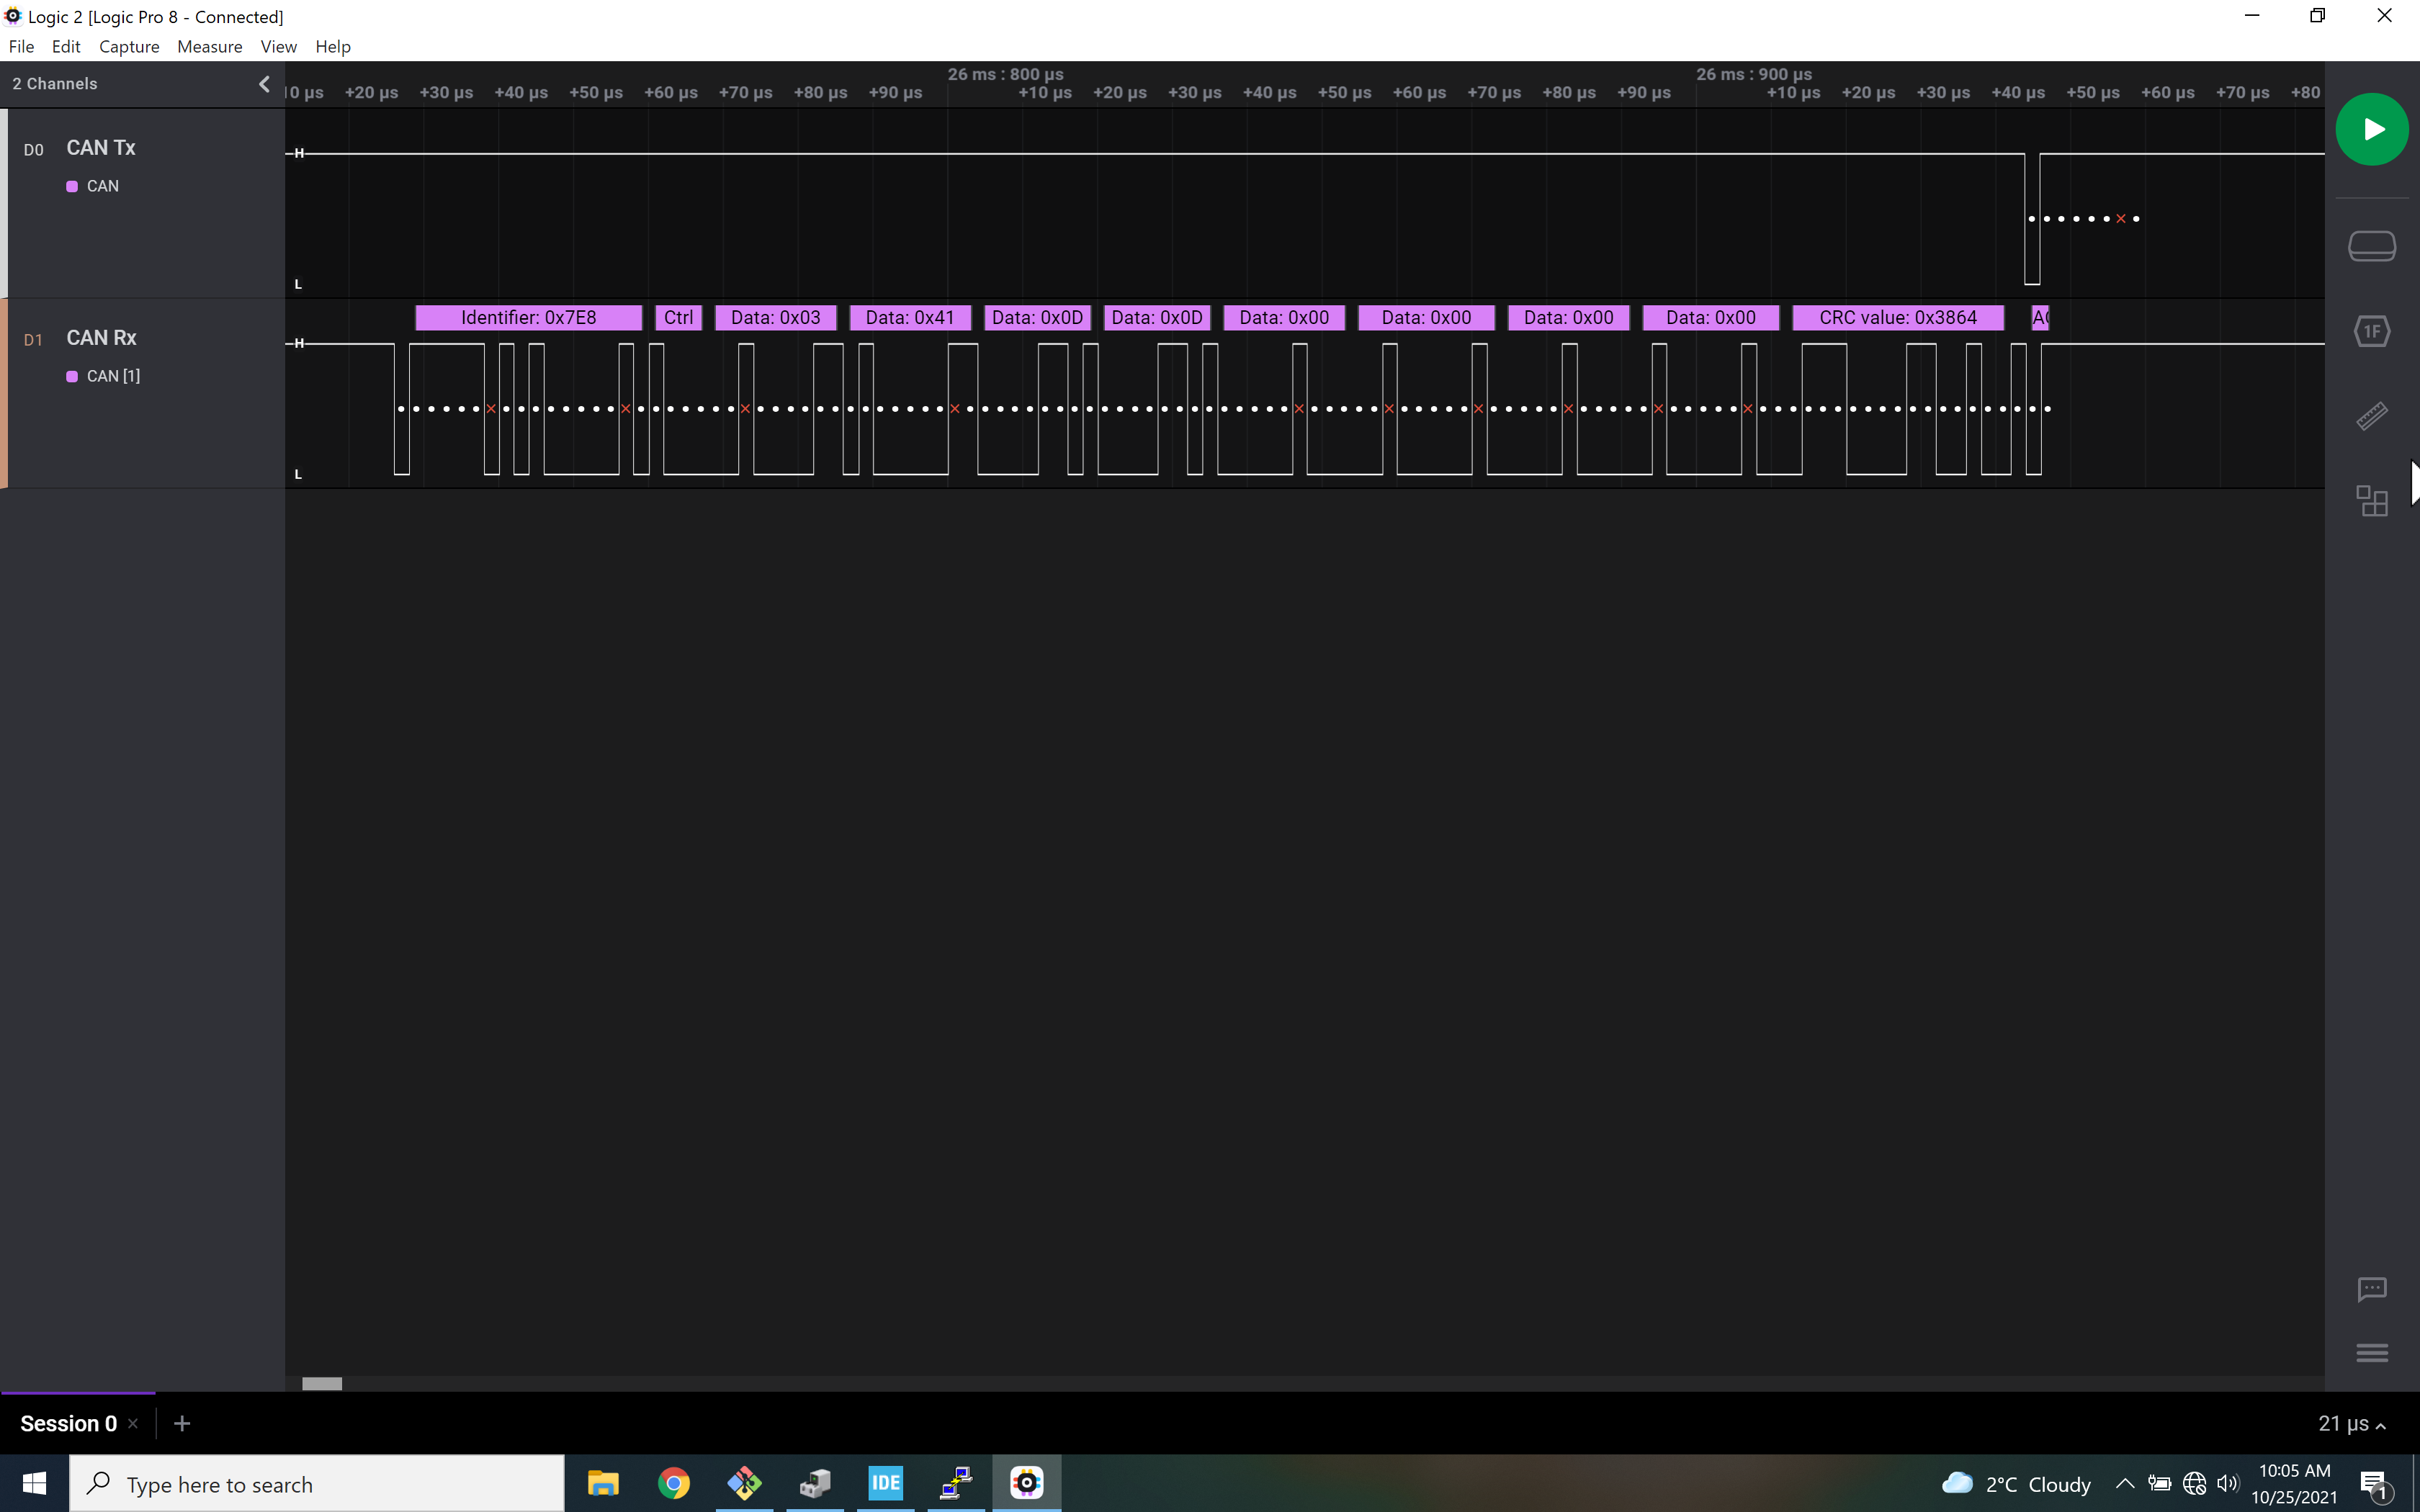 Logic 2 [Logic Pro 8 - Connected]
File Edit Capture Measure View Help
2 Channels
26 ms : 800 µs 26 ms : 900 µs
10 µs +20 µs +30 µs +40 µs +50 µs +60 µs +70 µs +80 µs +90 µs +10 µs +20 µs +30 µs +40 µs +50 µs +60 µs +70 µs +80 µs +90 µs +10 µs +20 µs +30 µs +40 µs +50 µs +60 µs +70 µs +80
D0 CAN Tx
CAN
H
L
Identifier: 0x7E8 Ctrl Data: 0x03 Data: 0x41 Data: 0x0D Data: 0x0D Data: 0x00 Data: 0x00 Data: 0x00 Data: 0x00 CRC value: 0x3864
D1 CAN Rx
CAN [1]
H
L
1F
Session 0
21 µs
Type here to search
IDE
2°C Cloudy
10:05 AM
10/25/2021
1